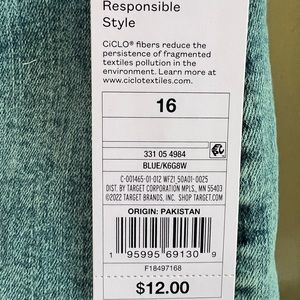 Responsible
Style
CiCLO® fibers reduce the
persistence of fragmented
textiles pollution in the
environment. Learn more at
www.ciclotextiles.com.
16
331 05 4984
BLUE/K6G8W
C-001465-01-012 WF21_50A01-0025
DIST. BY TARGET CORPORATION MPLS., MN 55403
©2022 TARGET BRANDS, INC. SHOP TARGET.COM
ORIGIN: PAKISTAN
1 95995 69130 9
F18497168
$12.00